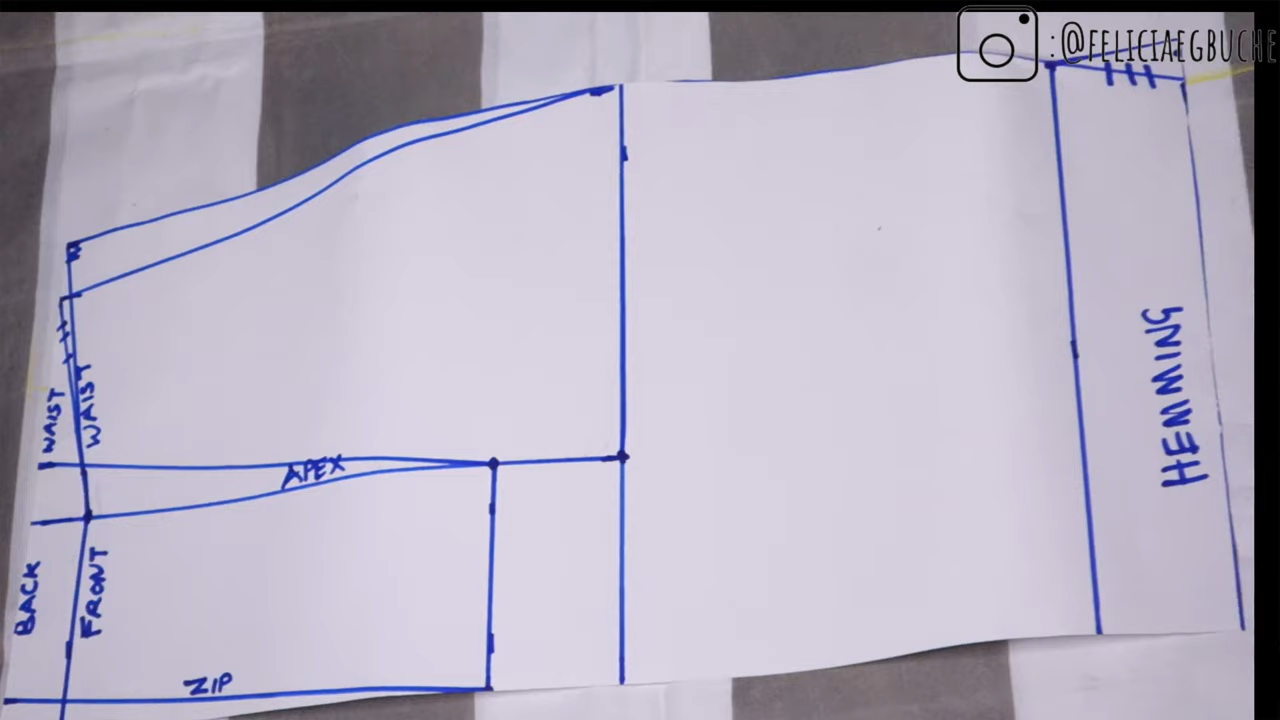 :@FELICIAEGBUCHE
WAIST
WAIST
APEX
HEMMING
BACK
FRONT
ZIP